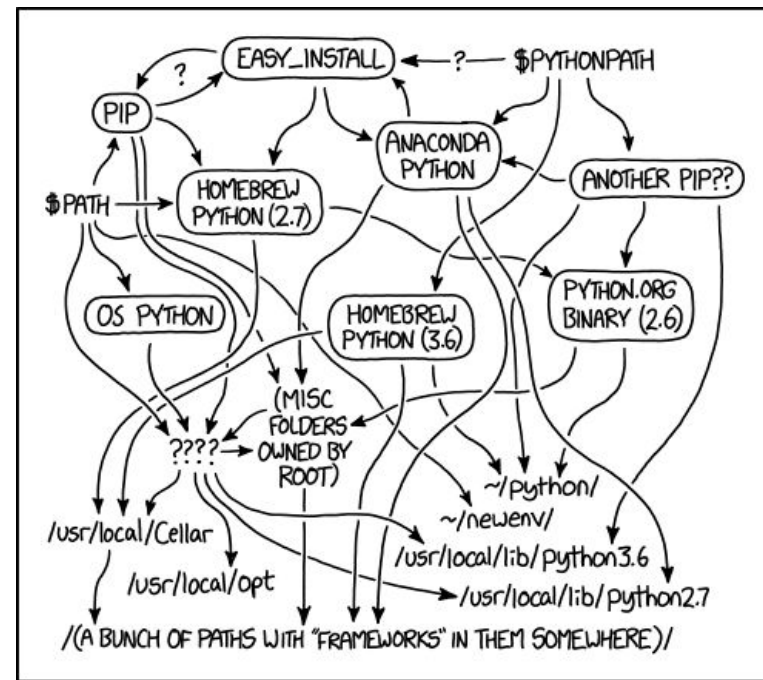 EASY_INSTALL
?
$PYTHONPATH
?
PIP
ANACONDA
PYTHON
ANOTHER PIP??
HOMEBREW
PYTHON (2.7)
$PATH
OS PYTHON
HOMEBREW
PYTHON (3.6)
PYTHON.ORG
BINARY (2.6)
(MISC
FOLDERS
OWNED BY
ROOT)
????
~/python/
~/newenv/
/usr/local/Cellar
/usr/local/lib/python3.6
/usr/local/opt
/usr/local/lib/python2.7
/(A BUNCH OF PATHS WITH "FRAMEWORKS" IN THEM SOMEWHERE)/